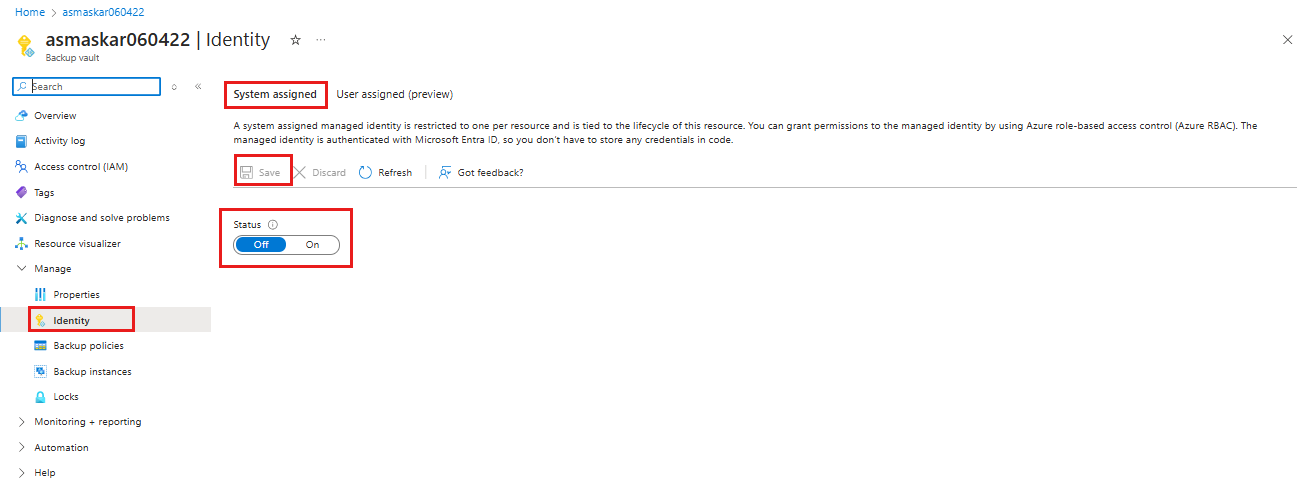 Home > asmaskar060422
asmaskar060422 | Identity
Backup vault
Search
Overview
Activity log
Access control (IAM)
Tags
Diagnose and solve problems
Resource visualizer
Manage
Properties
Identity
Backup policies
Backup instances
Locks
Monitoring + reporting
Automation
Help
System assigned User assigned (preview)
A system assigned managed identity is restricted to one per resource and is tied to the lifecycle of this resource. You can grant permissions to the managed identity by using Azure role-based access control (Azure RBAC). The
managed identity is authenticated with Microsoft Entra ID, so you don't have to store any credentials in code.
Save Discard Refresh Got feedback?
Status
Off On